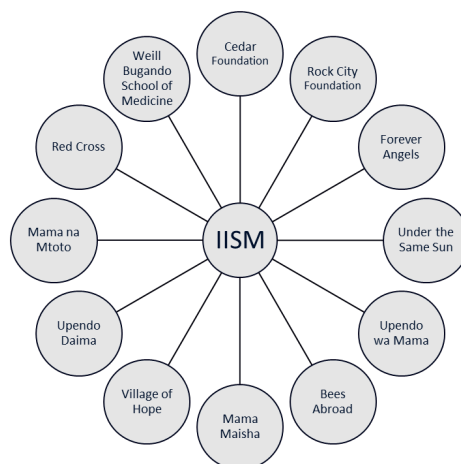 Cedar
Foundation
Rock City
Foundation
Forever
Angels
Under the
Same Sun
Upendo
wa Mama
Bees
Abroad
Mama
Maisha
Village of
Hope
Upendo
Daima
Mama na
Mtoto
Red Cross
Weill
Bugando
School of
Medicine
IISM